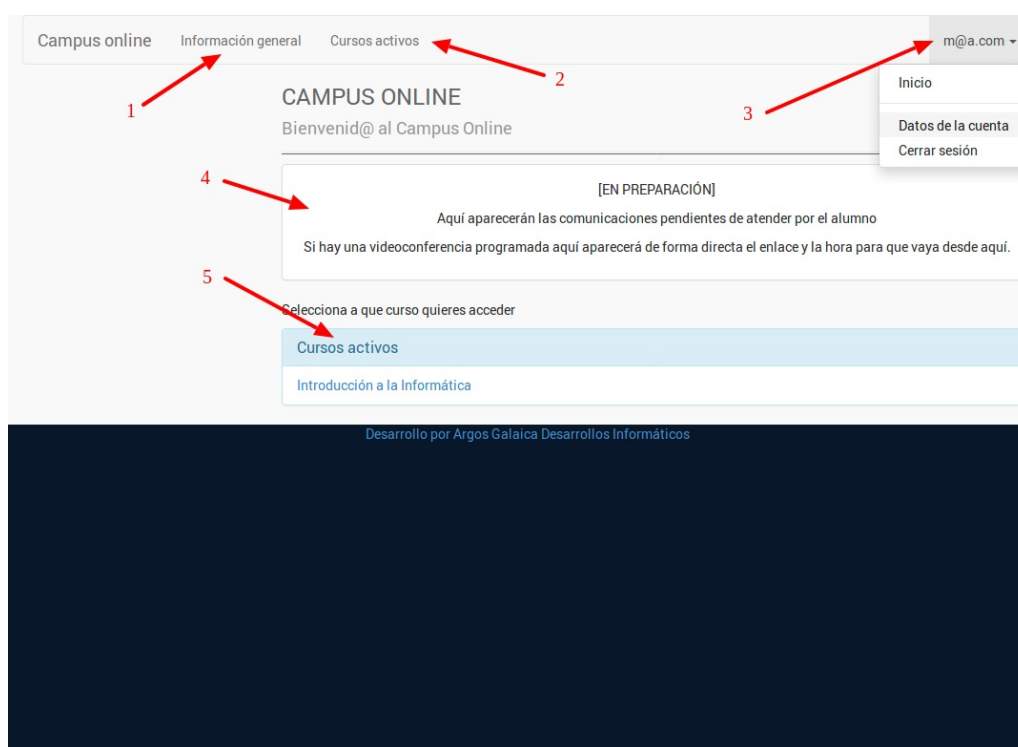 Campus online Información general Cursos activos m@a.com
1
2
3
Inicio
Datos de la cuenta
Cerrar sesión
CAMPUS ONLINE
Bienvenid@ al Campus Online
4
[EN PREPARACIÓN]
Aquí aparecerán las comunicaciones pendientes de atender por el alumno
Si hay una videoconferencia programada aquí aparecerá de forma directa el enlace y la hora para que vaya desde aquí.
5
Selecciona a que curso quieres acceder
Cursos activos
Introducción a la Informática
Desarrollo por Argos Galaica Desarrollos Informáticos